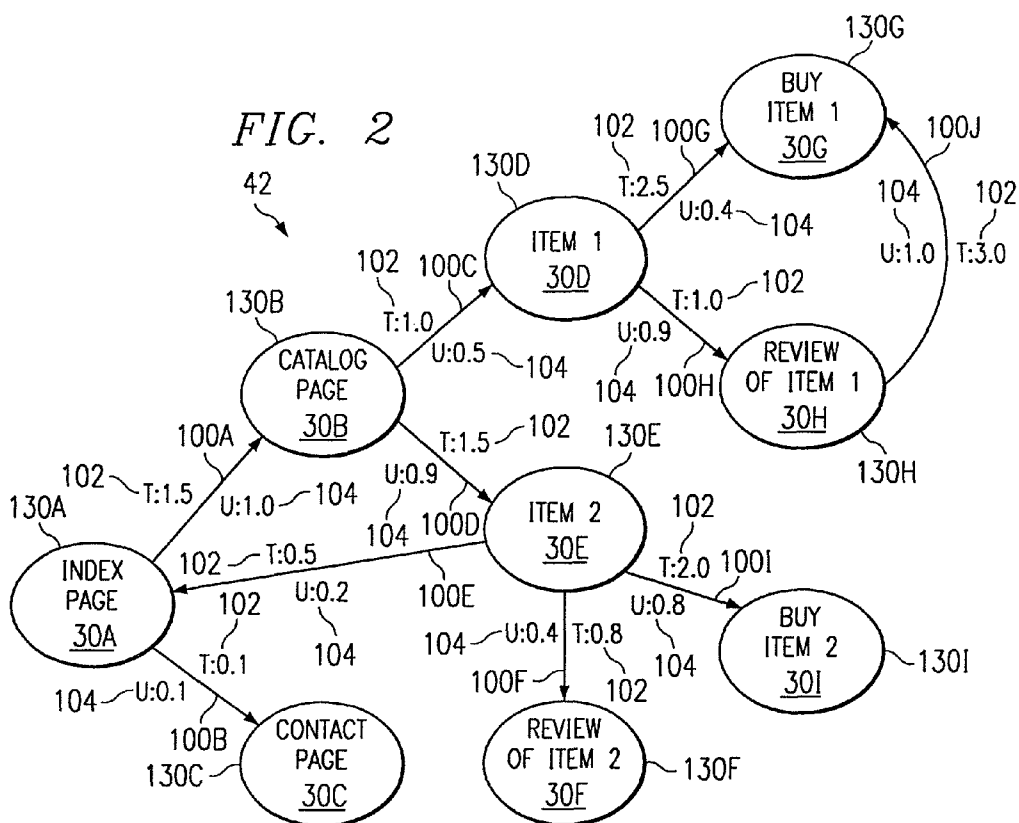 FIG. 2
42
130G
BUY
ITEM 1
30G
102
100G
T:2.5
U:0.4
104
100J
104
U:1.0
102
T:3.0
130D
ITEM 1
30D
102
100C
T:1.0
U:0.5
104
T:1.0
102
U:0.9
104
100H
REVIEW
OF ITEM 1
30H
130H
130B
CATALOG
PAGE
30B
100A
102
T:1.5
U:1.0
104
T:1.5
102
U:0.9
104
100D
130E
ITEM 2
30E
130A
INDEX
PAGE
30A
102
T:0.5
U:0.2
104
100E
102
T:0.1
104
U:0.1
100B
CONTACT
PAGE
30C
130C
104
U:0.4
T:0.8
102
100F
REVIEW
OF ITEM 2
30F
130F
102
T:2.0
100I
U:0.8
104
BUY
ITEM 2
30I
130I